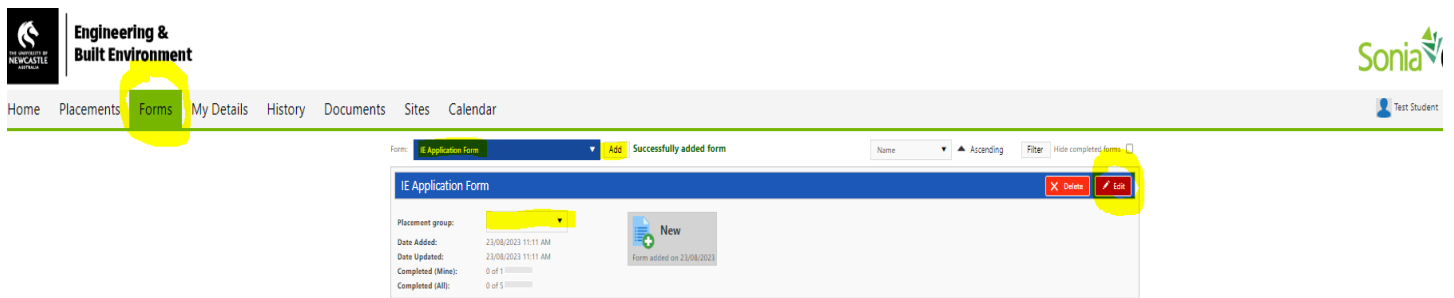 Engineering &
Built Environment
THE UNIVERSITY OF
NEWCASTLE
AUSTRALIA
Sonia
Home Placements Forms My Details History Documents Sites Calendar
Test Student
Form: IE Application Form Add Successfully added form Name Ascending Filter Hide completed forms
IE Application Form X Delete Edit
Placement group:
New
Date Added: 23/08/2023 11:11 AM
Date Updated: 23/08/2023 11:11 AM Form added on 23/08/2023
Completed (Mine): 0 of 1
Completed (All): 0 of 5